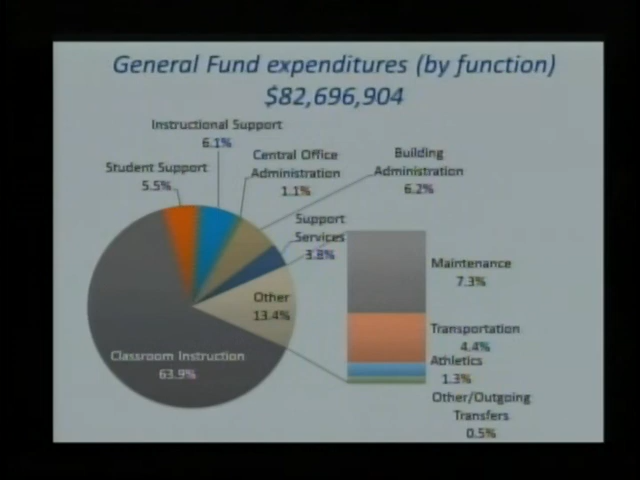 General Fund expenditures (by function)
$82,696,904
Instructional Support
6.1%
Student Support
5.5%
Central Office
Administration
1.1%
Building
Administration
6.2%
Support
Services
3.8%
Other
13.4%
Classroom Instruction
63.9%
Maintenance
7.3%
Transportation
4.4%
Athletics
1.3%
Other/Outgoing
Transfers
0.5%